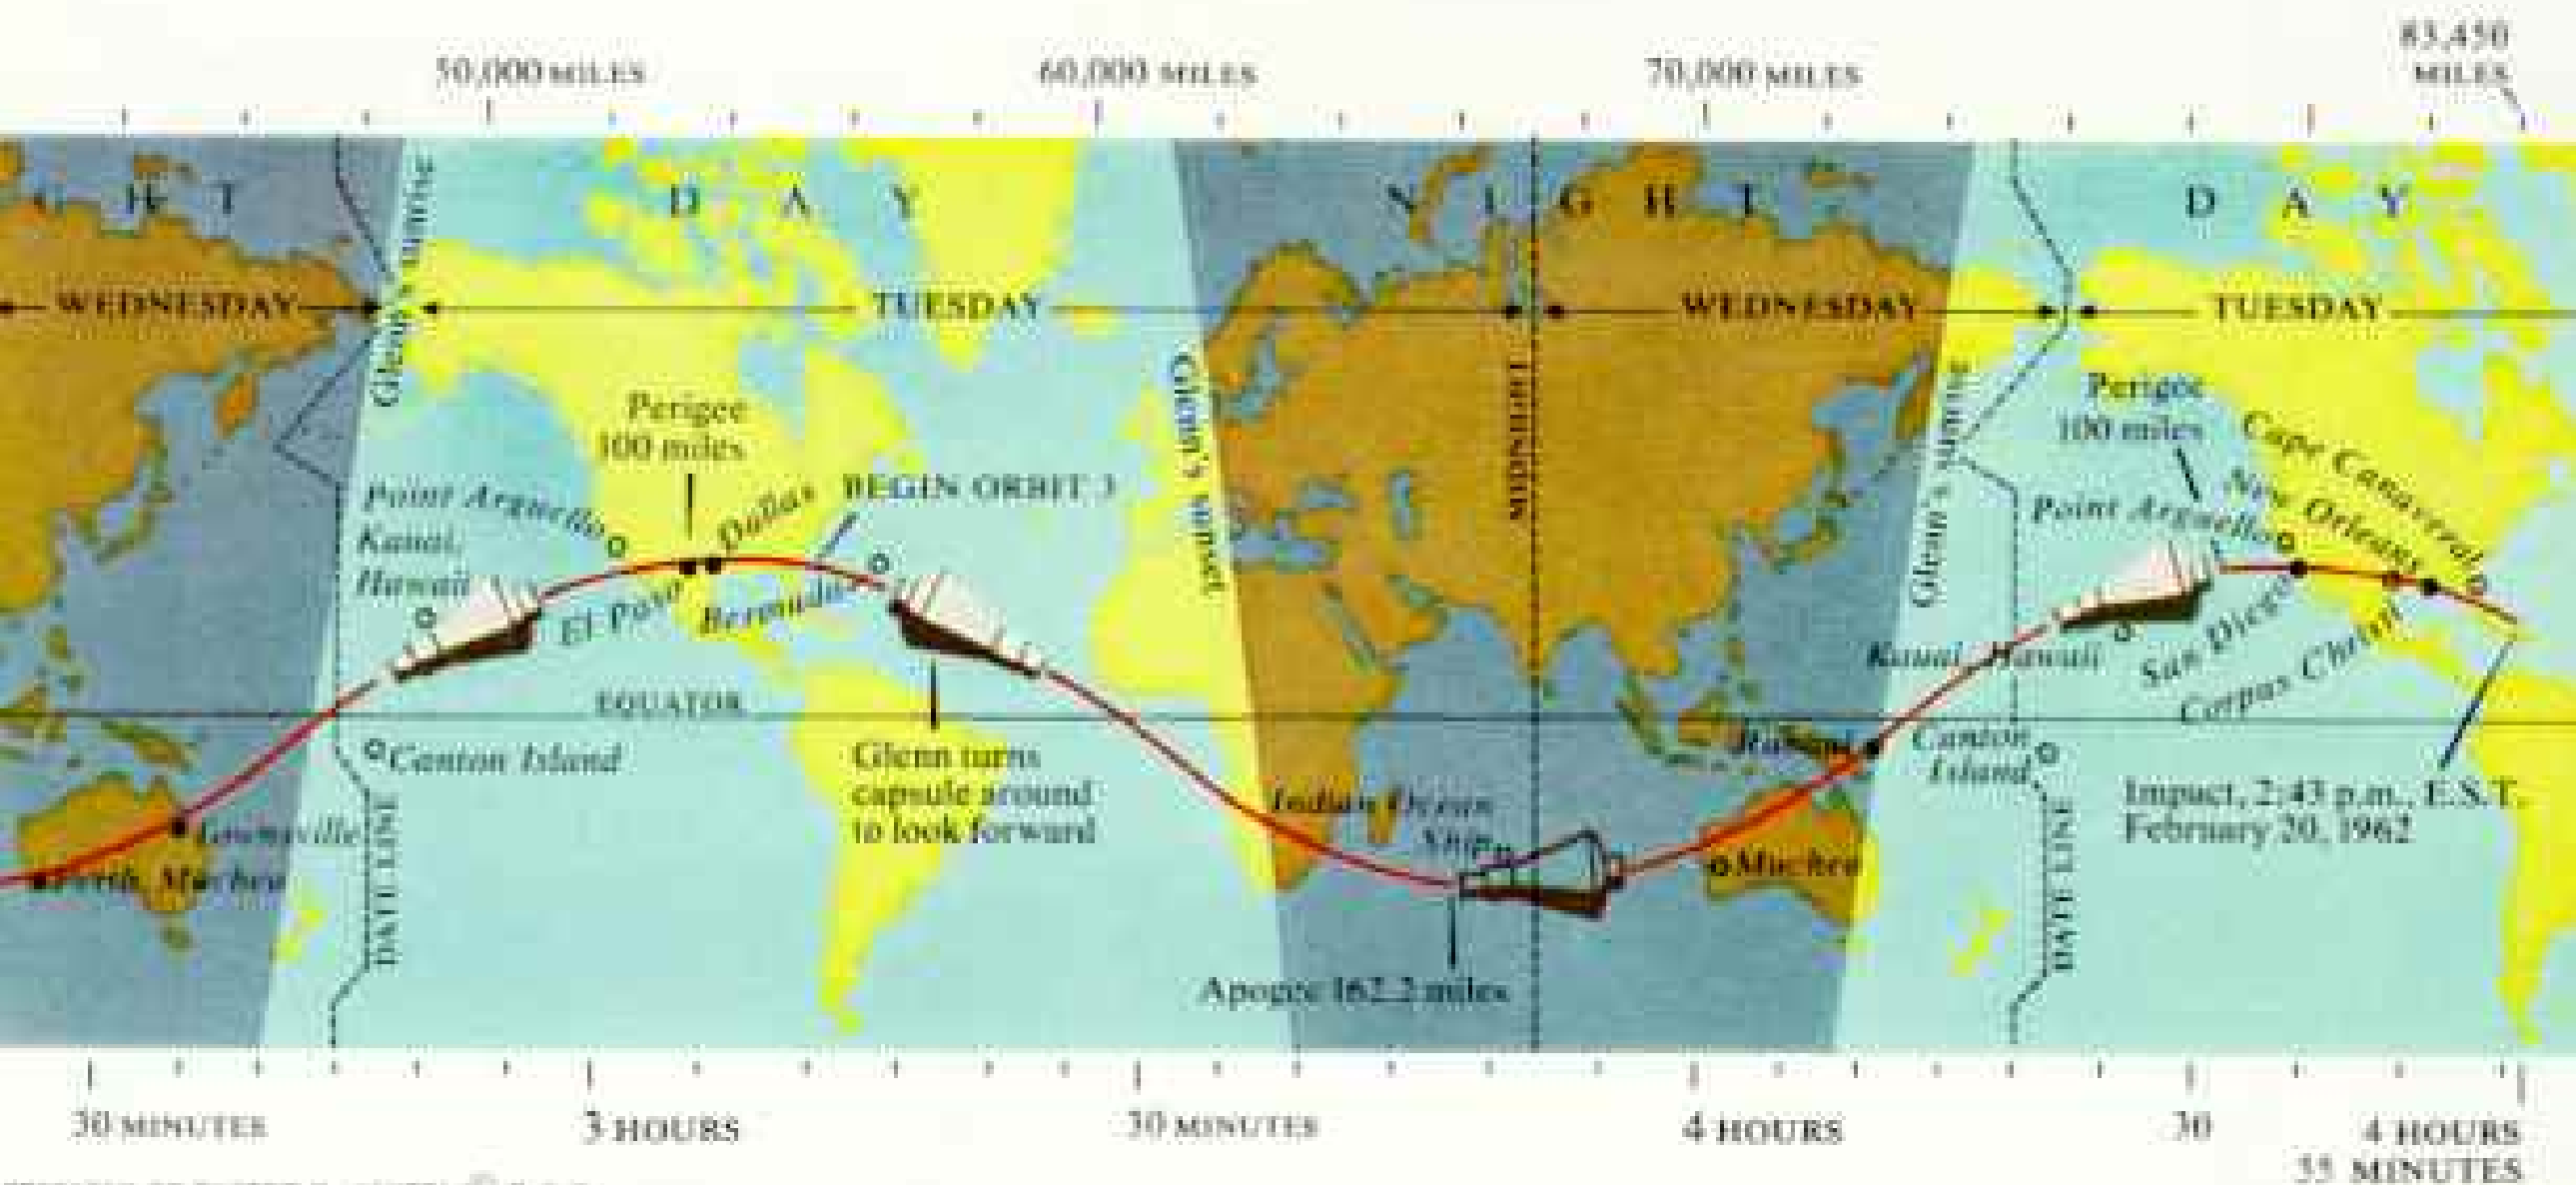 83,450
50,000 MILES
60,000 MILES
70,000 MILES
MILES
G H T
D A Y
N I G H T
D A Y
WEDNESDAY
TUESDAY
WEDNESDAY
TUESDAY
Glenn's sunrise
Glenn's sunset
MIDNIGHT
Glenn's sunrise
Perigee
100 miles
Perigee
100 miles
Cape Canaveral
New Orleans
Point Arguello
Dallas
BEGIN ORBIT 3
Point Arguello
Kauai,
Hawaii
El Paso
Bermuda
Kauai, Hawaii
San Diego
Corpus Christi
EQUATOR
Canton Island
Glenn turns
capsule around
to look forward
Indian Ocean
Ship
Canton
Island
Impact, 2:43 p.m., E.S.T.,
February 20, 1962
Townsville
Perth, Muchea
Muchea
DATE LINE
DATE LINE
Apogee 162.2 miles
30 MINUTES
3 HOURS
30 MINUTES
4 HOURS
30
4 HOURS
55 MINUTES